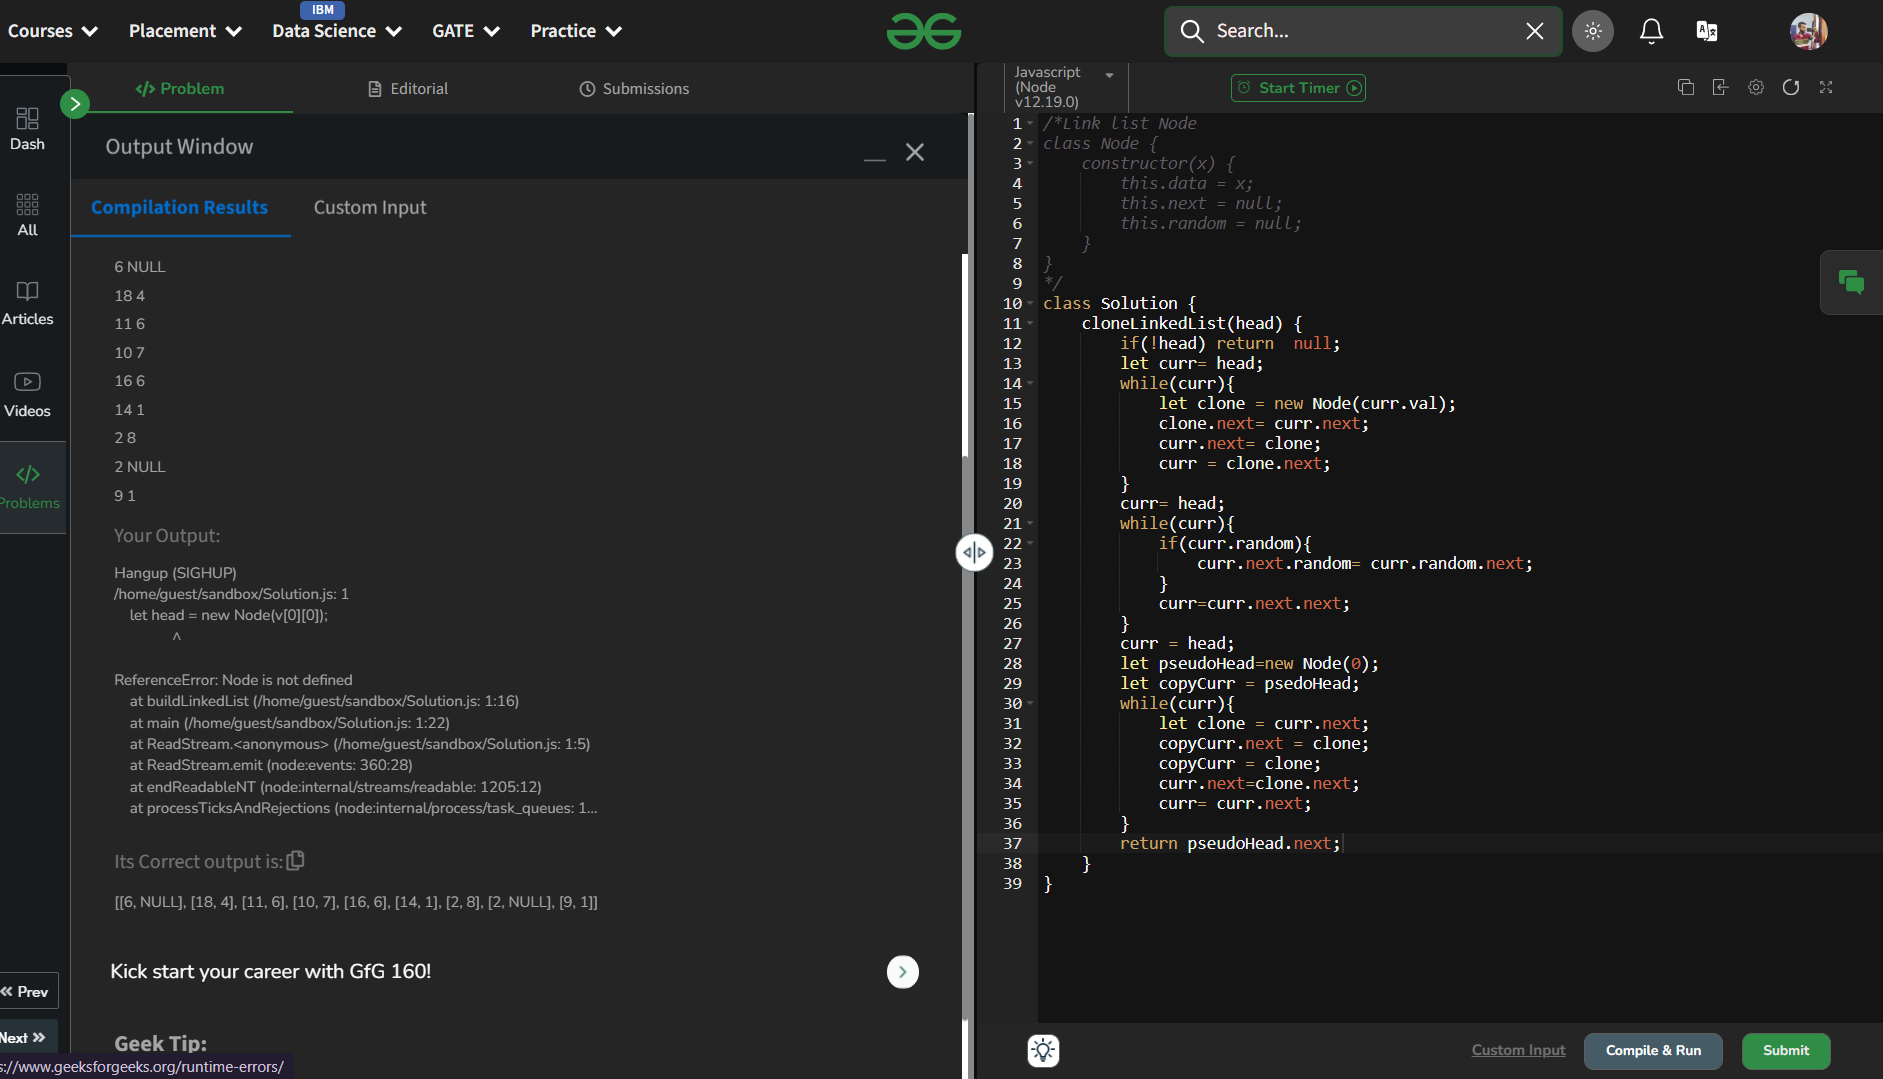 IBM
Courses
Placement
Data Science
GATE
Practice
Search...
Problem
Editorial
Submissions
Dash
All
Articles
Videos
Problems
Prev
Next
Output Window
Compilation Results
Custom Input
6 NULL
18 4
11 6
10 7
16 6
14 1
2 8
2 NULL
9 1
Your Output:
Hangup (SIGHUP)
/home/guest/sandbox/Solution.js: 1
let head = new Node(v[0][0]);
^
ReferenceError: Node is not defined
at buildLinkedList (/home/guest/sandbox/Solution.js: 1:16)
at main (/home/guest/sandbox/Solution.js: 1:22)
at ReadStream.<anonymous> (/home/guest/sandbox/Solution.js: 1:5)
at ReadStream.emit (node:events: 360:28)
at endReadableNT (node:internal/streams/readable: 1205:12)
at processTicksAndRejections (node:internal/process/task_queues: 1...
Its Correct output is:
[[6, NULL], [18, 4], [11, 6], [10, 7], [16, 6], [14, 1], [2, 8], [2, NULL], [9, 1]]
Kick start your career with GfG 160!
Geek Tip:
s://www.geeksforgeeks.org/runtime-errors/
Javascript
(Node
v12.19.0)
Start Timer
1 /*Link list Node
2 class Node {
3     constructor(x) {
4         this.data = x;
5         this.next = null;
6         this.random = null;
7     }
8 }
9 */
10 class Solution {
11     cloneLinkedList(head) {
12         if(!head) return  null;
13         let curr= head;
14         while(curr){
15             let clone = new Node(curr.val);
16             clone.next= curr.next;
17             curr.next= clone;
18             curr = clone.next;
19         }
20         curr= head;
21         while(curr){
22             if(curr.random){
23                 curr.next.random= curr.random.next;
24             }
25             curr=curr.next.next;
26         }
27         curr = head;
28         let pseudoHead=new Node(0);
29         let copyCurr = psedoHead;
30         while(curr){
31             let clone = curr.next;
32             copyCurr.next = clone;
33             copyCurr = clone;
34             curr.next=clone.next;
35             curr= curr.next;
36         }
37         return pseudoHead.next;
38     }
39 }
Custom Input
Compile & Run
Submit